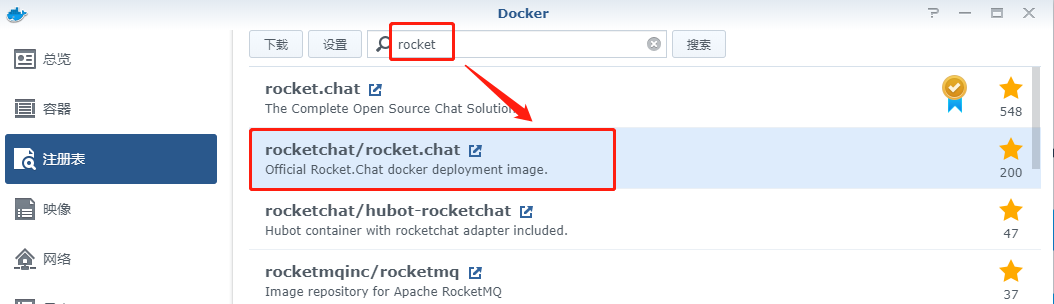 Docker
总览
容器
注册表
映像
网络
下载 设置 rocket 搜索
rocket.chat
The Complete Open Source Chat Solution
548
rocketchat/rocket.chat
Official Rocket.Chat docker deployment image.
200
rocketchat/hubot-rocketchat
Hubot container with rocketchat adapter included.
47
rocketmqinc/rocketmq
Image repository for Apache RocketMQ
37